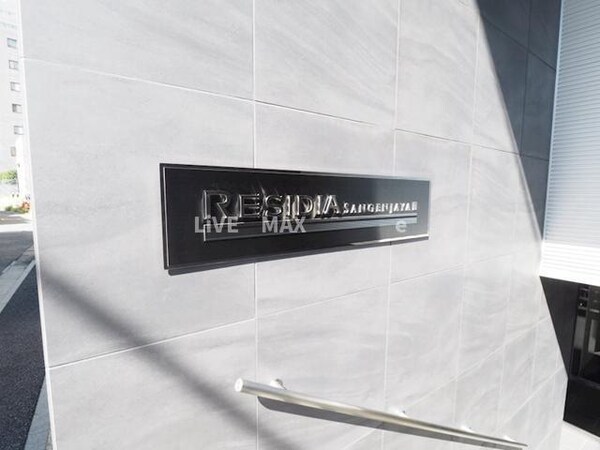 RESIDIA SANGENJAYA II
LiVE MAX e